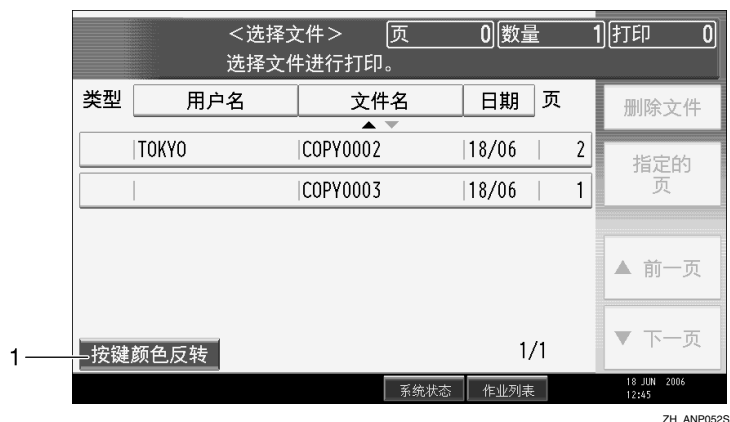 <选择文件> 页 0 数量 1 打印 0
选择文件进行打印。
类型 用户名 文件名 日期 页 删除文件
TOKYO COPY0002 18/06 2
指定的页
COPY0003 18/06 1
前一页
下一页
1 按键颜色反转 1/1
系统状态 作业列表 18 JUN 2006
12:45
ZH_ANP052S